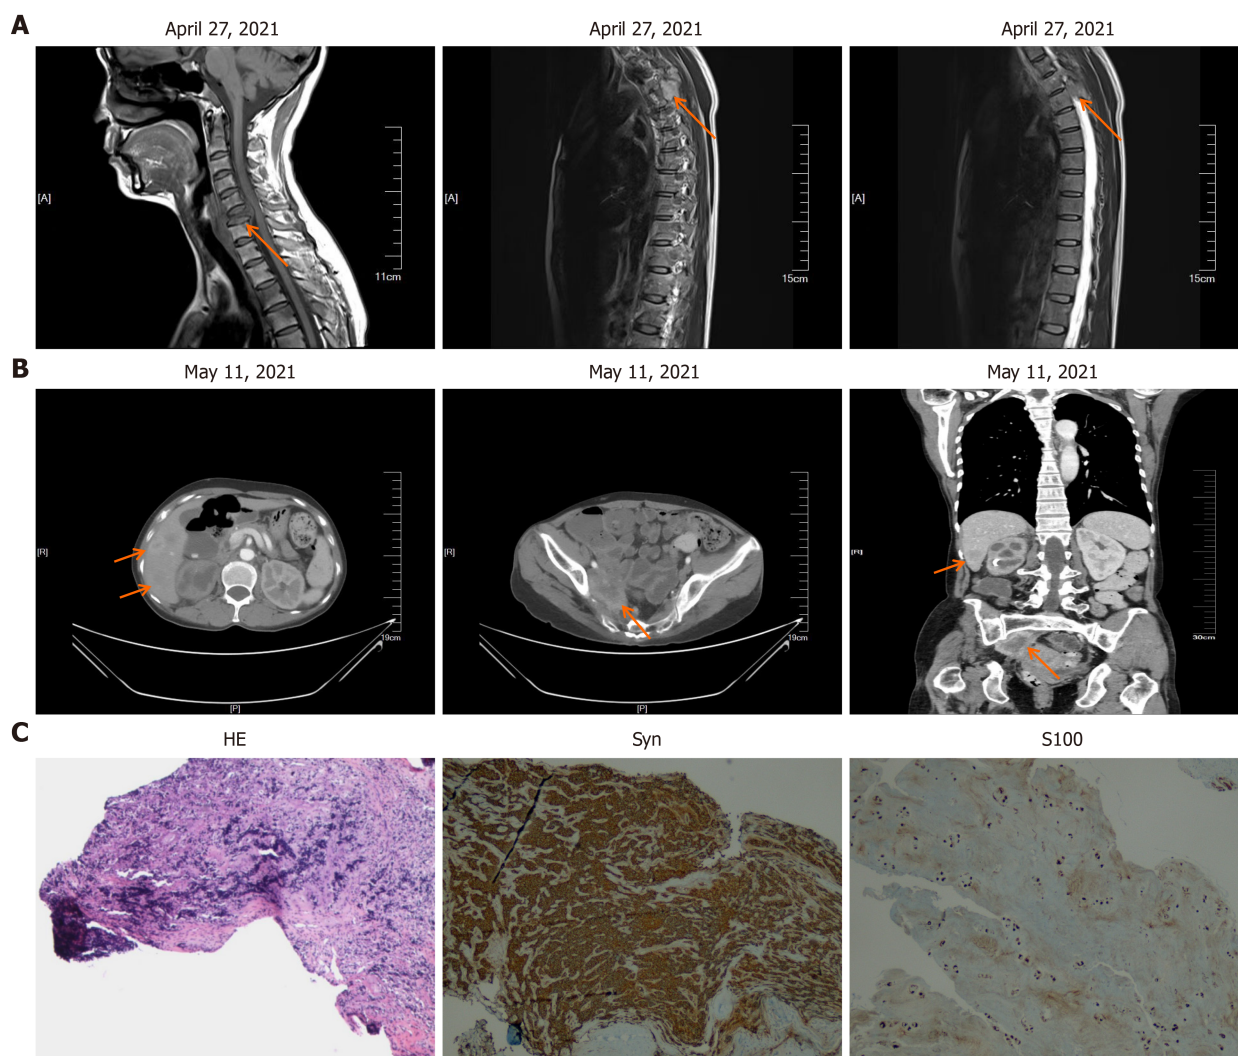 A
April 27, 2021
April 27, 2021
April 27, 2021
[A]
11cm
[A]
15cm
[A]
15cm
B
May 11, 2021
May 11, 2021
May 11, 2021
[R]
19cm
[P]
[R]
19cm
[P]
30cm
C
HE
Syn
S100